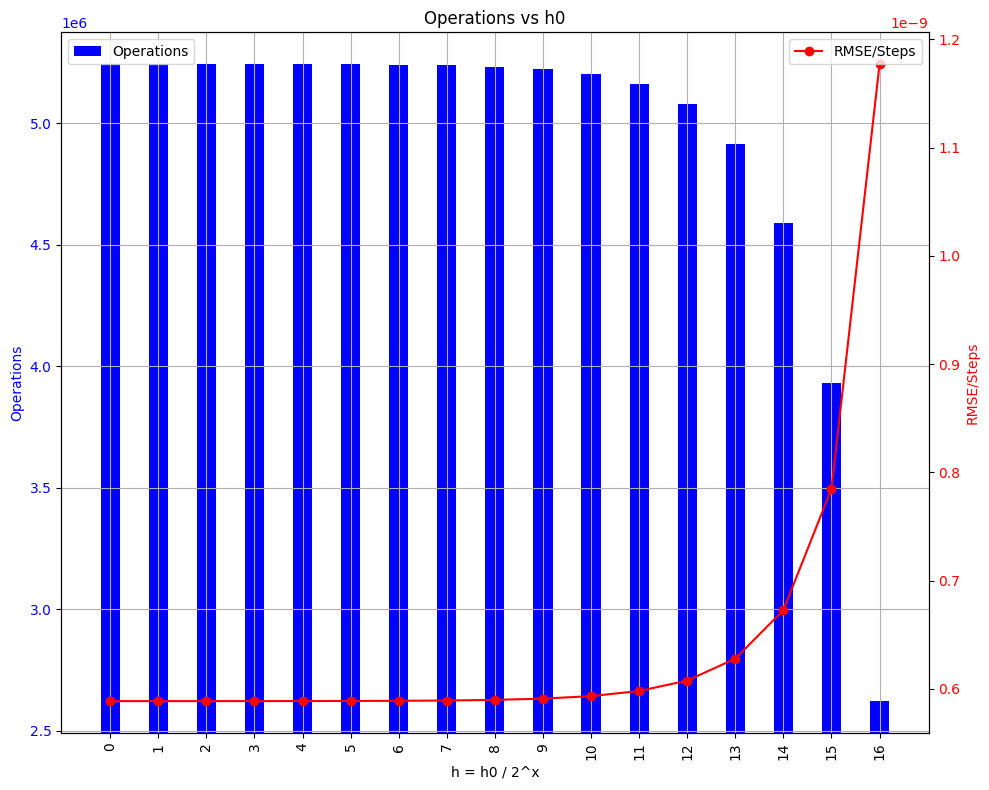 Operations vs h0
1e6
1e−9
Operations
RMSE/Steps
5.0
4.5
4.0
3.5
3.0
2.5
Operations
1.2
1.1
1.0
0.9
0.8
0.7
0.6
RMSE/Steps
0 1 2 3 4 5 6 7 8 9 10 11 12 13 14 15 16
h = h0 / 2^x